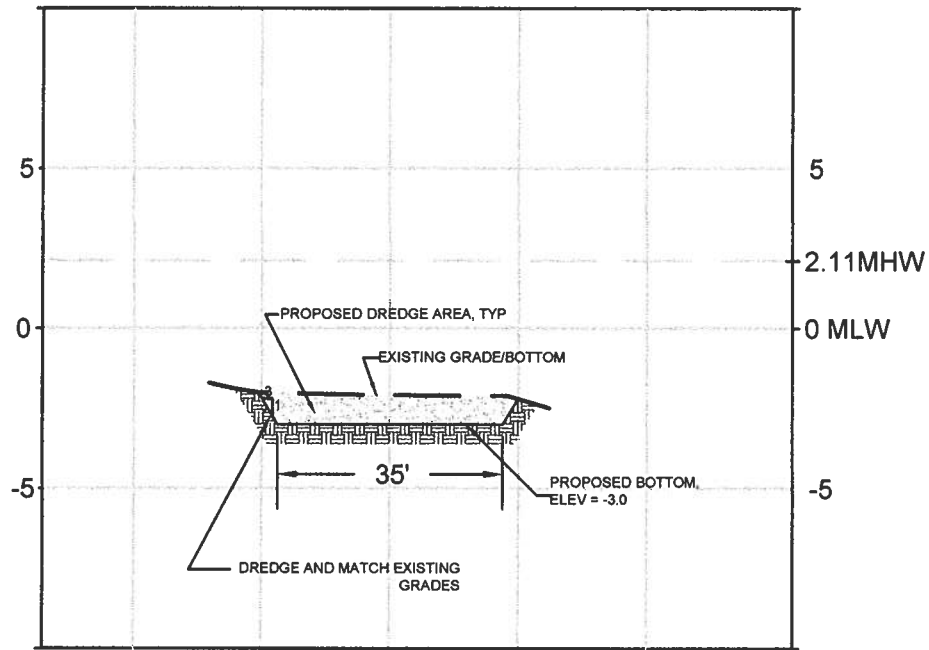 5
5
2.11MHW
PROPOSED DREDGE AREA, TYP
0
0 MLW
EXISTING GRADE/BOTTOM
3
1
35'
PROPOSED BOTTOM,
ELEV = -3.0
-5
-5
DREDGE AND MATCH EXISTING
GRADES